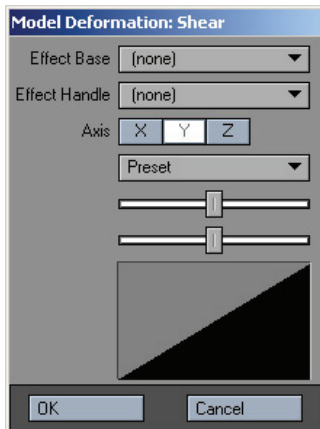 Model Deformation: Shear
Effect Base (none)
Effect Handle (none)
Axis X Y Z
Preset
OK Cancel